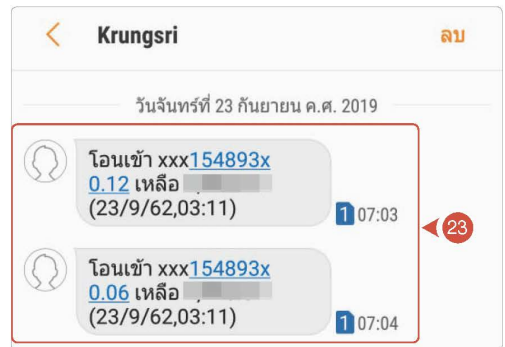 Krungsri
ลบ
วันจันทร์ที่ 23 กันยายน ค.ศ. 2019
โอนเข้า xxx154893x
0.12 เหลือ
(23/9/62,03:11)
1 07:03
23
โอนเข้า xxx154893x
0.06 เหลือ
(23/9/62,03:11)
1 07:04